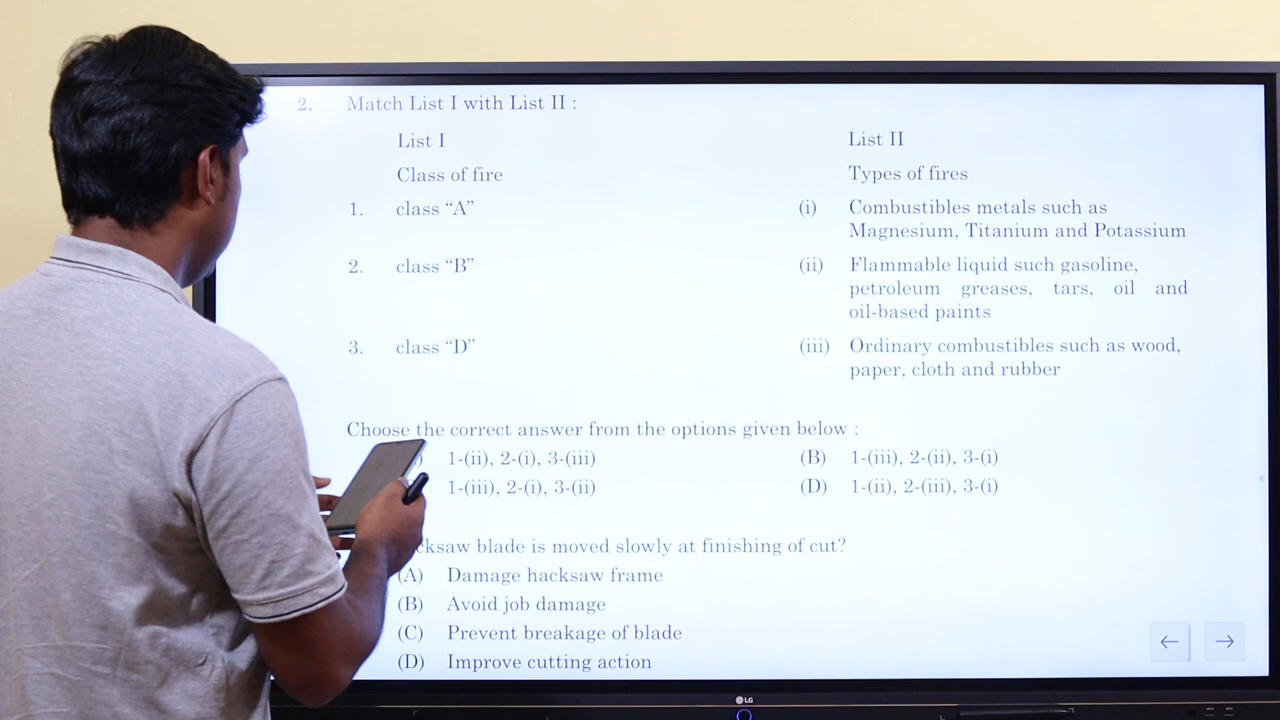 2. Match List I with List II :
List I List II
Class of fire Types of fires
1. class “A” (i) Combustibles metals such as
Magnesium, Titanium and Potassium
2. class “B” (ii) Flammable liquid such gasoline,
petroleum greases, tars, oil and
oil-based paints
3. class “D” (iii) Ordinary combustibles such as wood,
paper, cloth and rubber
Choose the correct answer from the options given below :
1-(ii), 2-(i), 3-(iii) (B) 1-(iii), 2-(ii), 3-(i)
1-(iii), 2-(i), 3-(ii) (D) 1-(ii), 2-(iii), 3-(i)
cksaw blade is moved slowly at finishing of cut?
(A) Damage hacksaw frame
(B) Avoid job damage
(C) Prevent breakage of blade
(D) Improve cutting action
LG